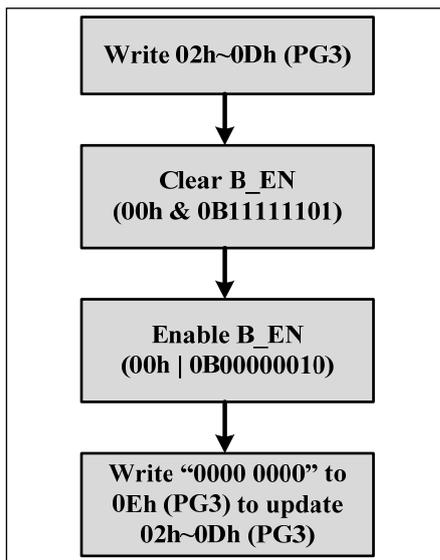 Write 02h~0Dh (PG3)
Clear B_EN
(00h & 0B11111101)
Enable B_EN
(00h | 0B00000010)
Write “0000 0000” to
0Eh (PG3) to update
02h~0Dh (PG3)